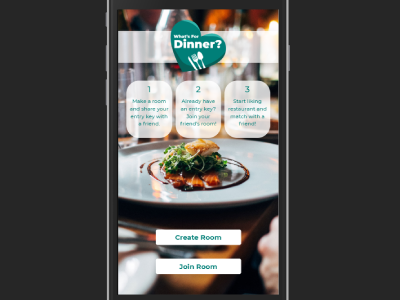 What's For
Dinner?
1
Make a room
and share your
entry key with
a friend.
2
Already have
an entry key?
Join your
friend's room!
3
Start liking
restaurant and
match with a
friend!
Create Room
Join Room